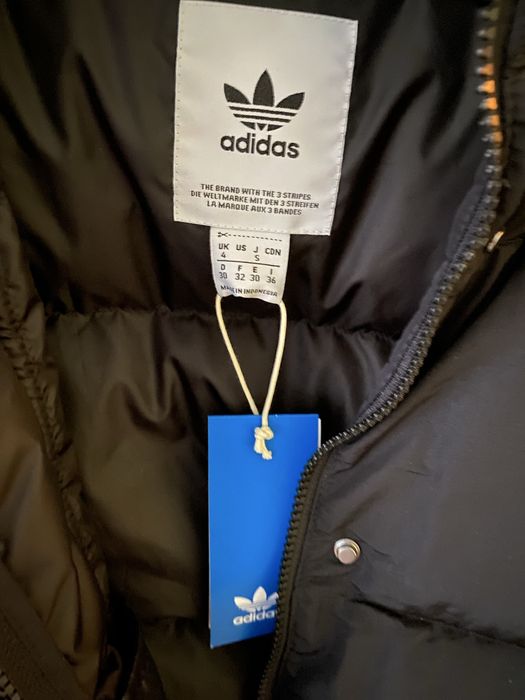 adidas
THE BRAND WITH THE 3 STRIPES
DIE WELTMARKE MIT DEN 3 STREIFEN
LA MARQUE AUX 3 BANDES
UK US J CDN
4 S
D F E I
30 32 30 36
MADE IN INDONESIA
adidas